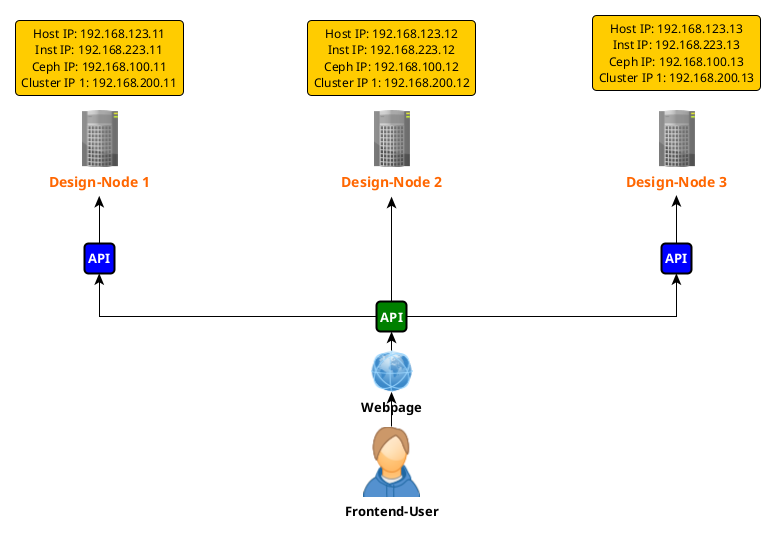 Host IP: 192.168.123.11
Inst IP: 192.168.223.11
Ceph IP: 192.168.100.11
Cluster IP 1: 192.168.200.11
Host IP: 192.168.123.12
Inst IP: 192.168.223.12
Ceph IP: 192.168.100.12
Cluster IP 1: 192.168.200.12
Host IP: 192.168.123.13
Inst IP: 192.168.223.13
Ceph IP: 192.168.100.13
Cluster IP 1: 192.168.200.13
Design-Node 1
Design-Node 2
Design-Node 3
API
API
API
Webpage
Frontend-User